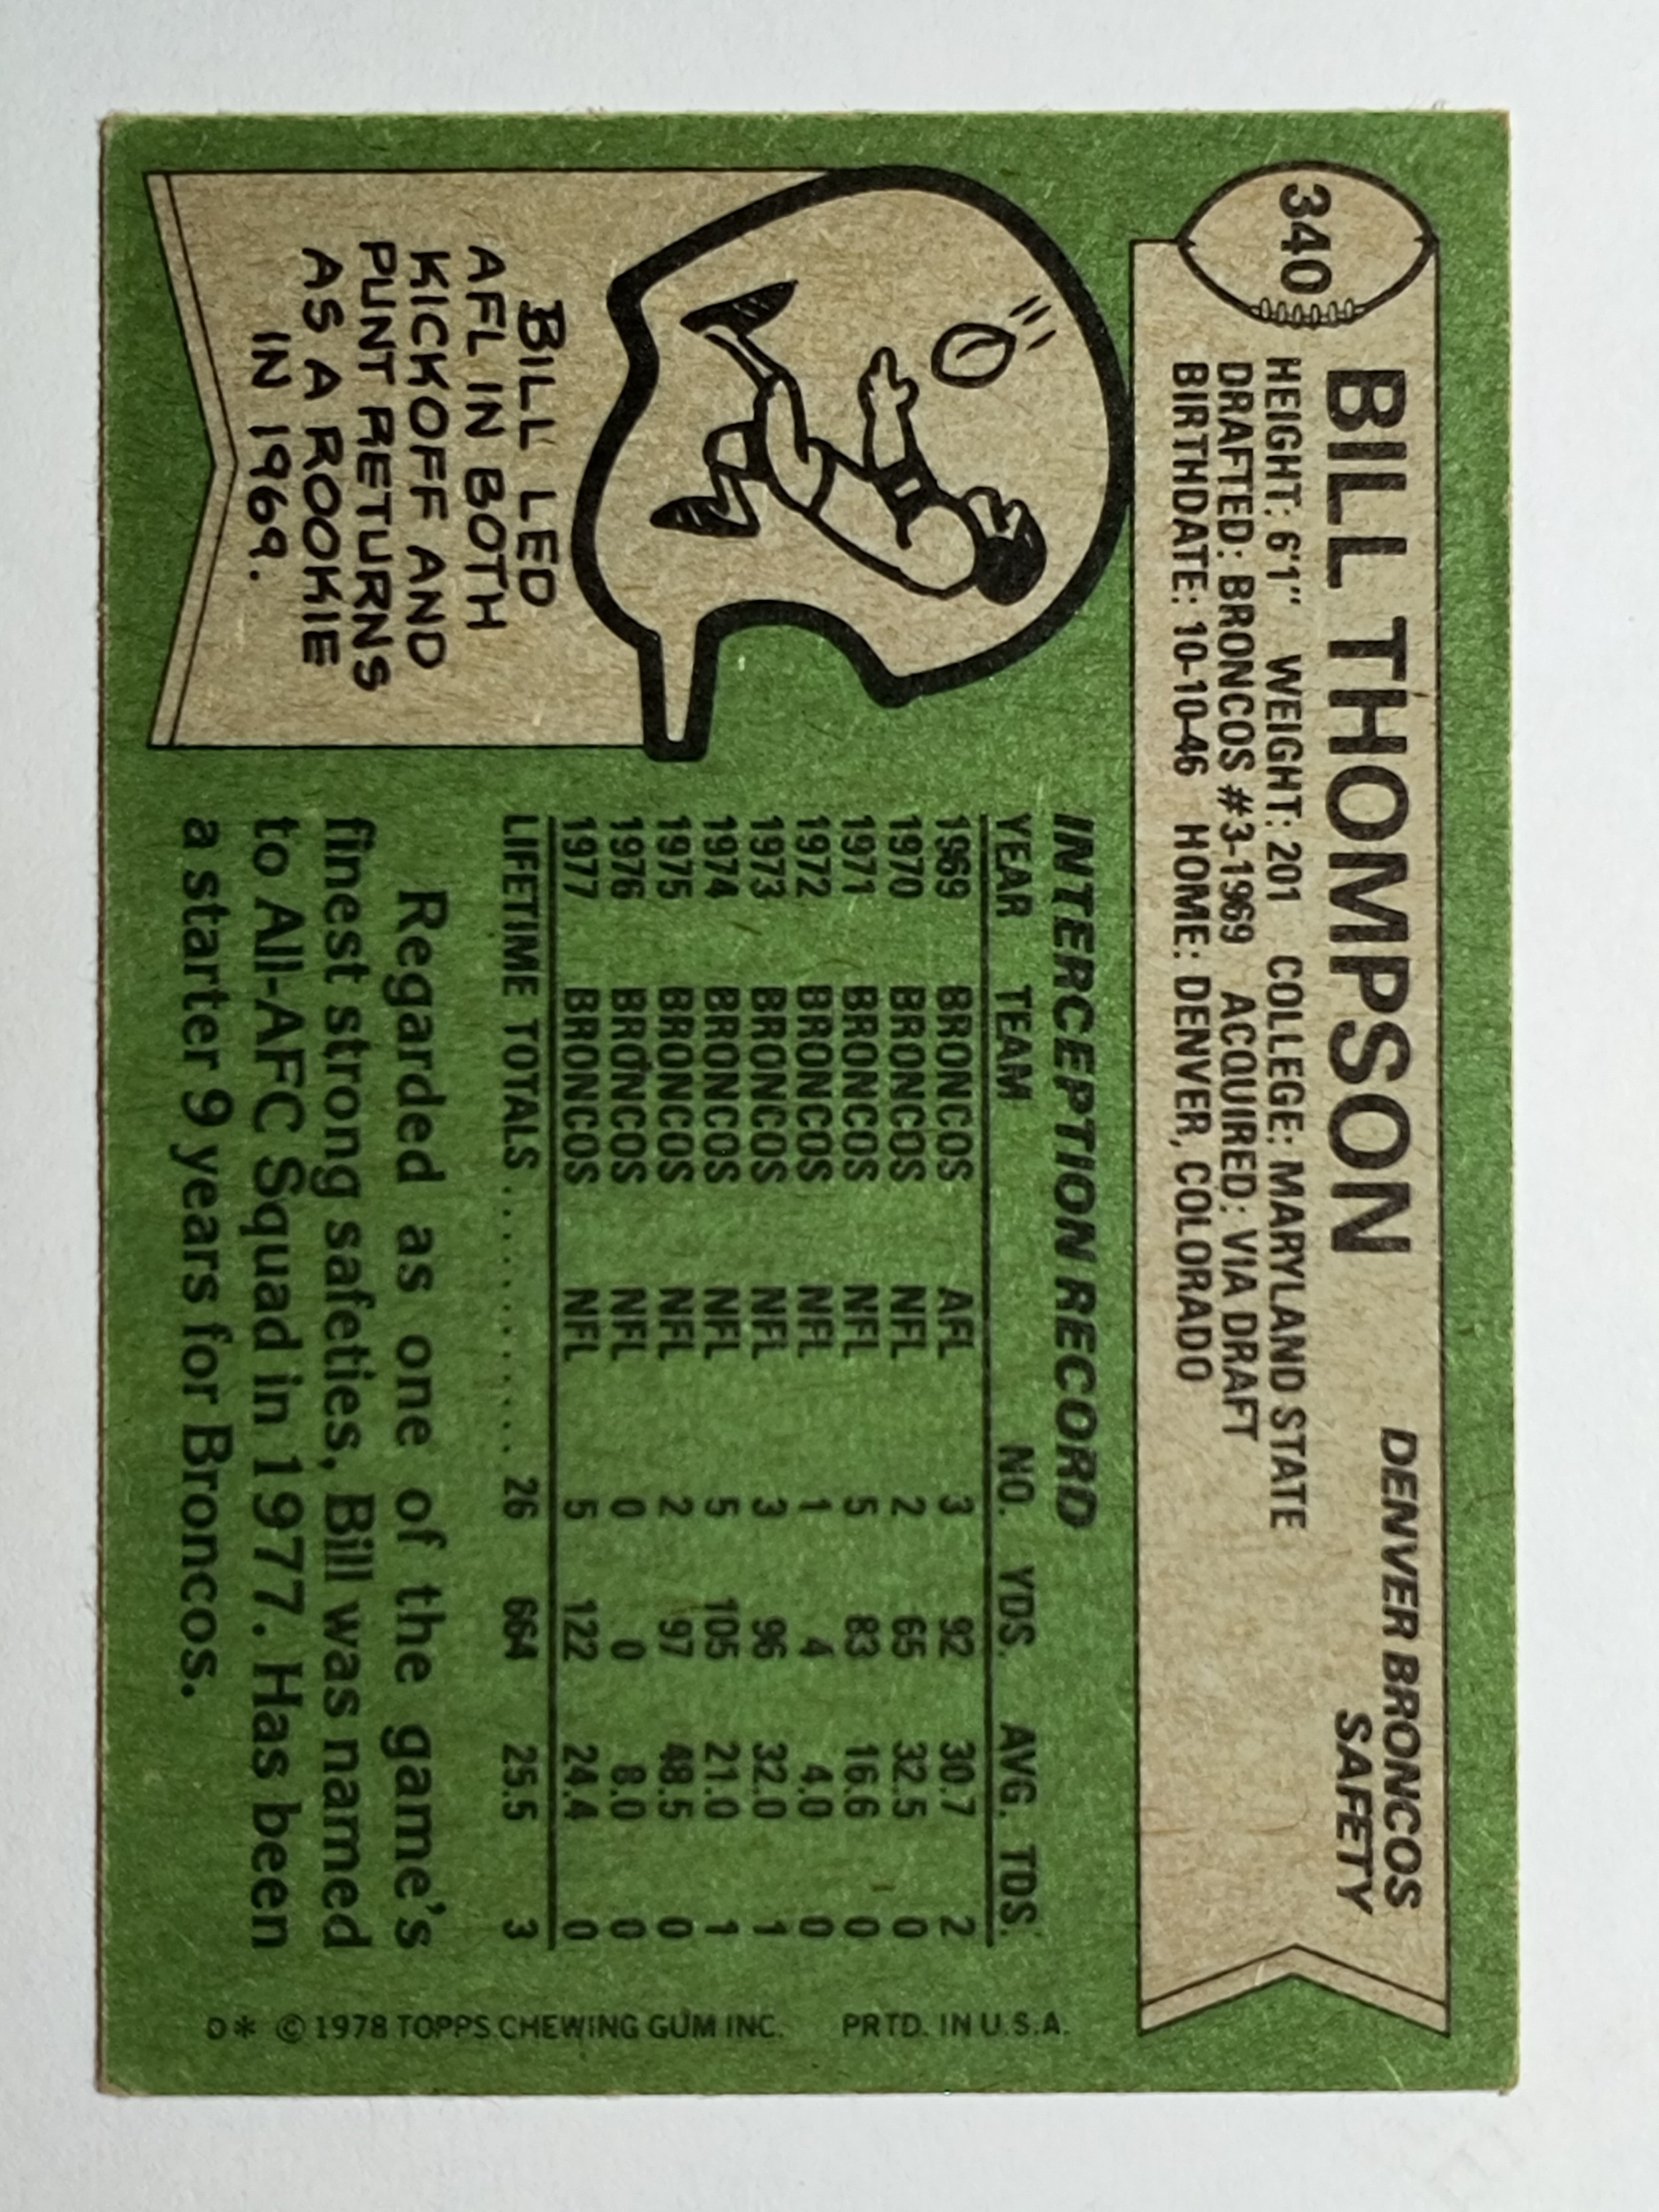 340
BILL THOMPSON
DENVER BRONCOS
SAFETY
HEIGHT: 6'1" WEIGHT: 201 COLLEGE: MARYLAND STATE
DRAFTED: BRONCOS #3-1969 ACQUIRED: VIA DRAFT
BIRTHDATE: 10-10-46 HOME: DENVER, COLORADO
BILL LED
AFL IN BOTH
KICKOFF AND
PUNT RETURNS
AS A ROOKIE
IN 1969.
INTERCEPTION RECORD
YEAR TEAM NO. YDS. AVG. TDS.
1969 BRONCOS AFL 3 92 30.7 2
1970 BRONCOS NFL 2 65 32.5 0
1971 BRONCOS NFL 5 83 16.6 0
1972 BRONCOS NFL 1 4 4.0 0
1973 BRONCOS NFL 3 96 32.0 1
1974 BRONCOS NFL 5 105 21.0 1
1975 BRONCOS NFL 2 97 48.5 0
1976 BRONCOS NFL 0 0 8.0 0
1977 BRONCOS NFL 5 122 24.4 0
LIFETIME TOTALS ............ 26 664 25.5 3
Regarded as one of the game's
finest strong safeties, Bill was named
to All-AFC Squad in 1977. Has been
a starter 9 years for Broncos.
D* © 1978 TOPPS CHEWING GUM INC. PRTD. IN U.S.A.